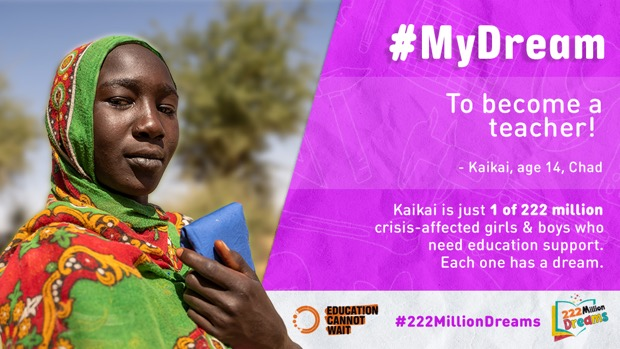 #MyDream
To become a
teacher!
- Kaikai, age 14, Chad
Kaikai is just 1 of 222 million
crisis-affected girls & boys who
need education support.
Each one has a dream.
EDUCATION
CANNOT
WAIT
#222MillionDreams
222 Million
Dreams